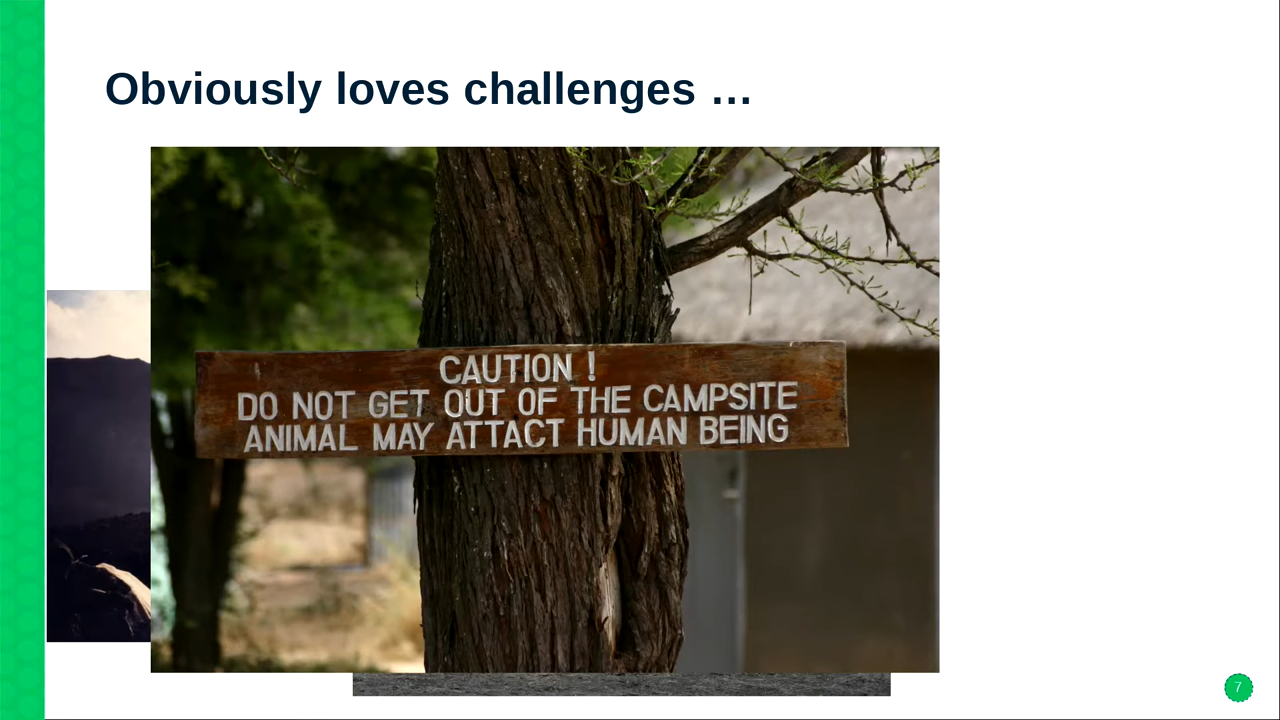 Obviously loves challenges …
CAUTION !
DO NOT GET OUT OF THE CAMPSITE
ANIMAL MAY ATTACT HUMAN BEING
7